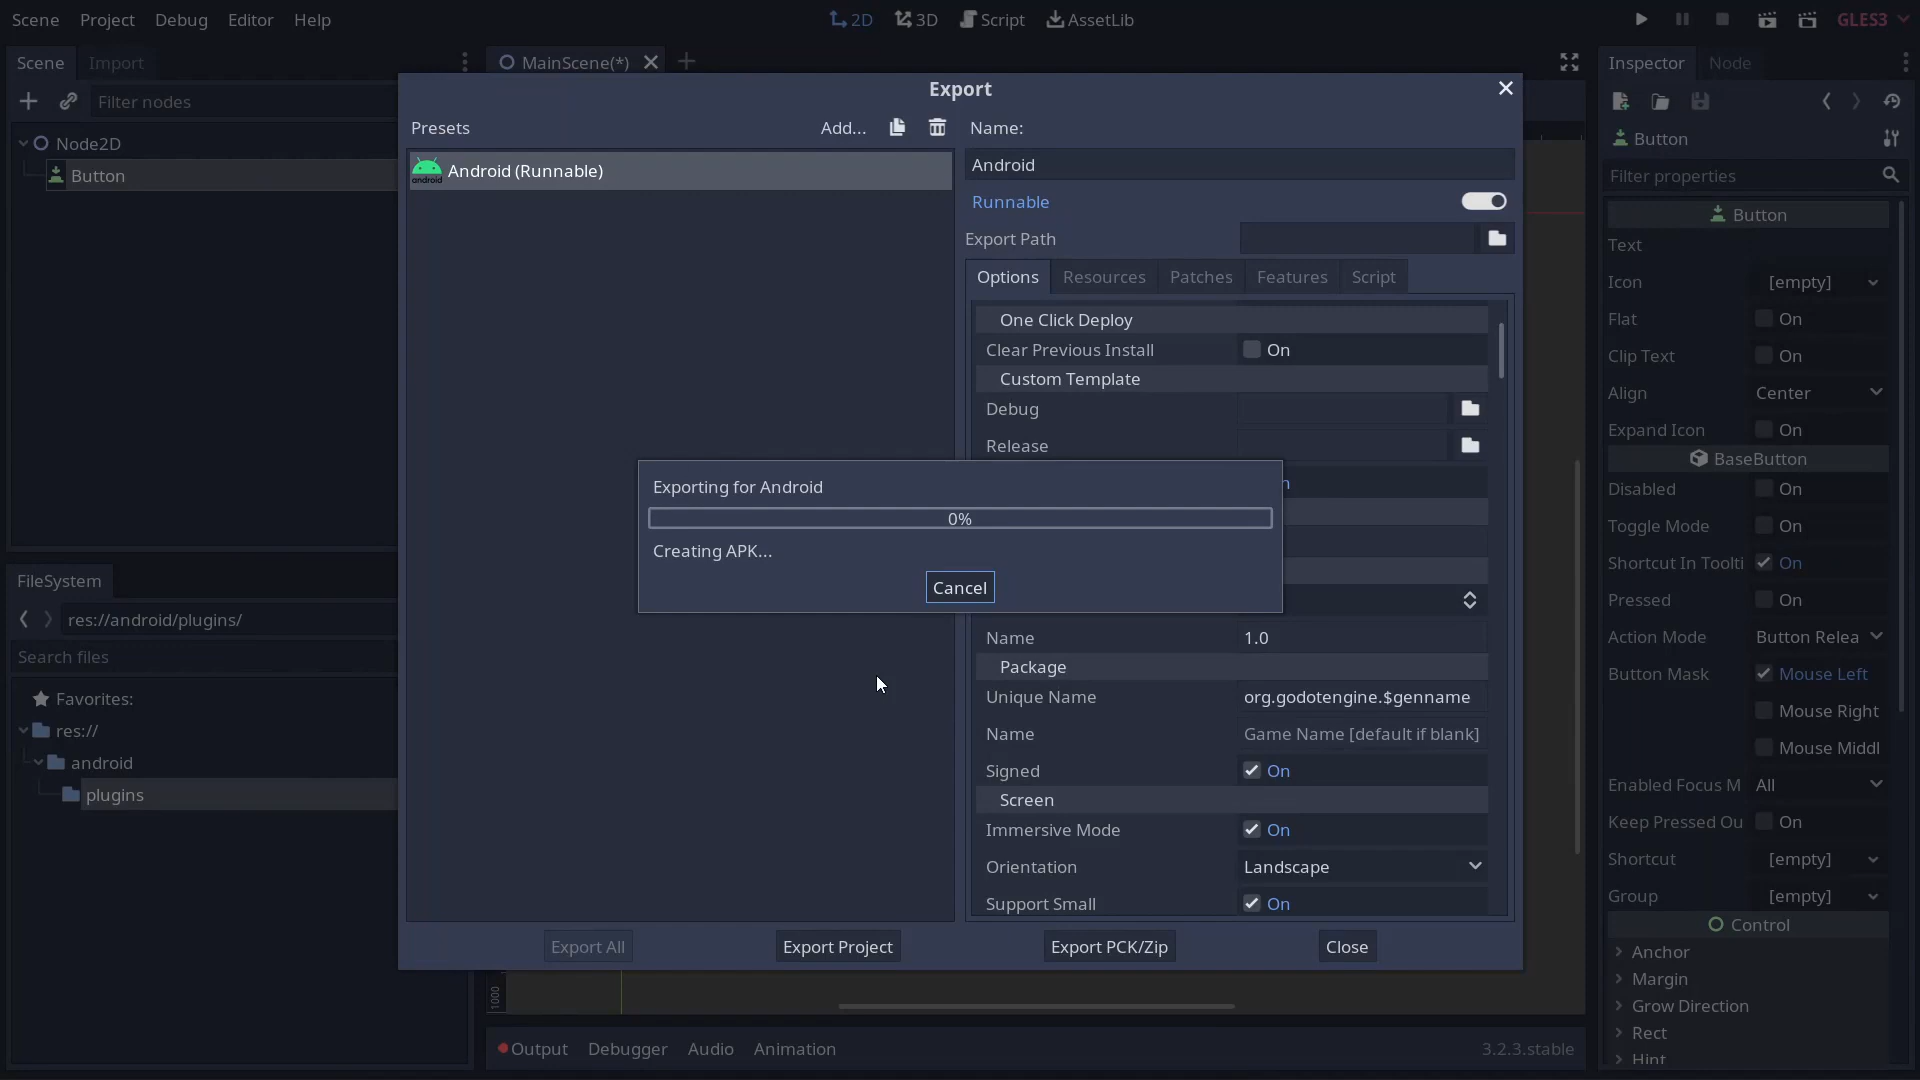 Scene Project Debug Editor Help
2D 3D Script AssetLib
GLES3
Scene Import
Filter nodes
Node2D
Button
MainScene(*)
Export
Presets
Add...
android
Android (Runnable)
Name:
Android
Runnable
Export Path
Options Resources Patches Features Script
One Click Deploy
Clear Previous Install On
Custom Template
Debug
Release
Exporting for Android
0%
Creating APK...
Cancel
Name 1.0
Package
Unique Name org.godotengine.$genname
Name Game Name [default if blank]
Signed On
Screen
Immersive Mode On
Orientation Landscape
Support Small On
Export All Export Project Export PCK/Zip Close
FileSystem
res://android/plugins/
Search files
Favorites:
res://
android
plugins
1000
Output Debugger Audio Animation 3.2.3.stable
Inspector Node
Button
Filter properties
Button
Text
Icon [empty]
Flat On
Clip Text On
Align Center
Expand Icon On
BaseButton
Disabled On
Toggle Mode On
Shortcut In Toolti On
Pressed On
Action Mode Button Relea
Button Mask Mouse Left
Mouse Right
Mouse Middl
Enabled Focus M All
Keep Pressed Ou On
Shortcut [empty]
Group [empty]
Control
Anchor
Margin
Grow Direction
Rect
Hint